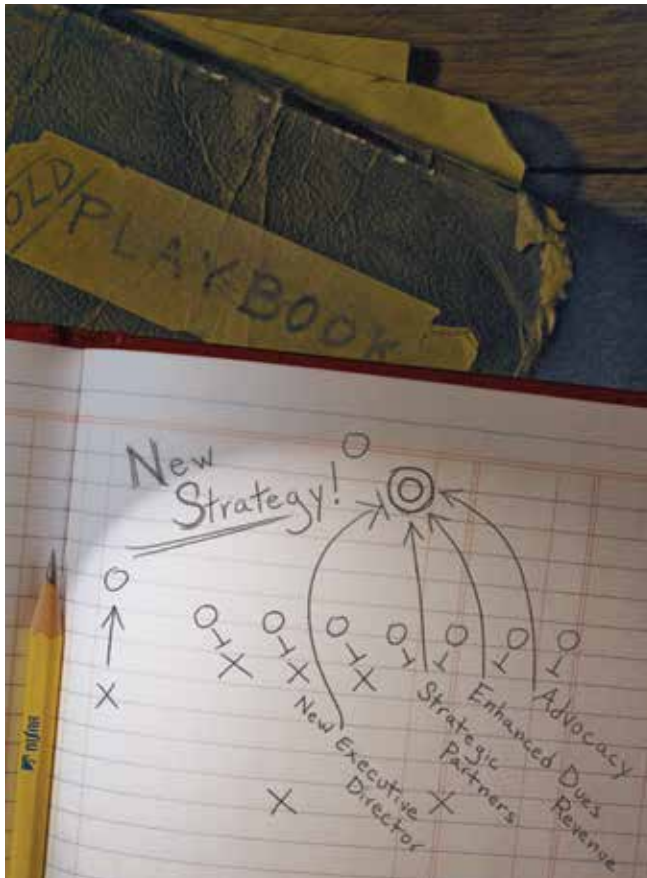 OLD/
PLAYBOOK
New
Strategy!
New Executive
Director
Strategic
Partners
Enhanced Dues
Revenue
Advocacy